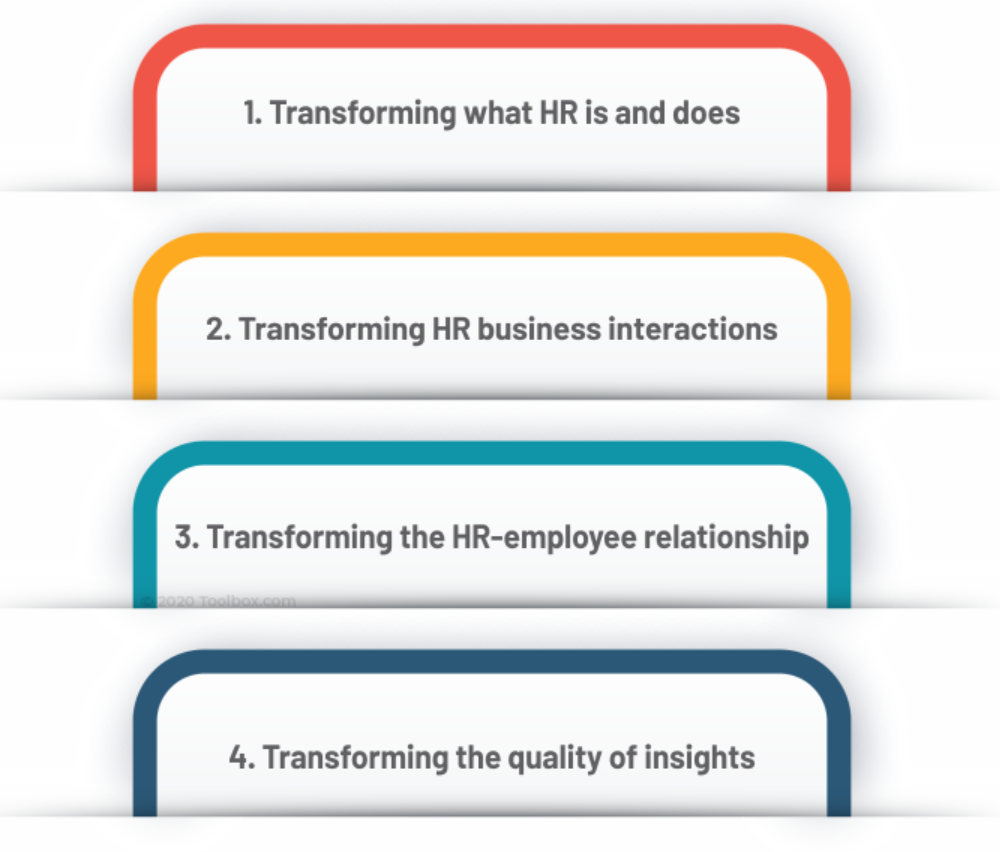 1. Transforming what HR is and does
2. Transforming HR business interactions
3. Transforming the HR-employee relationship
© 2020 Toolbox.com
4. Transforming the quality of insights